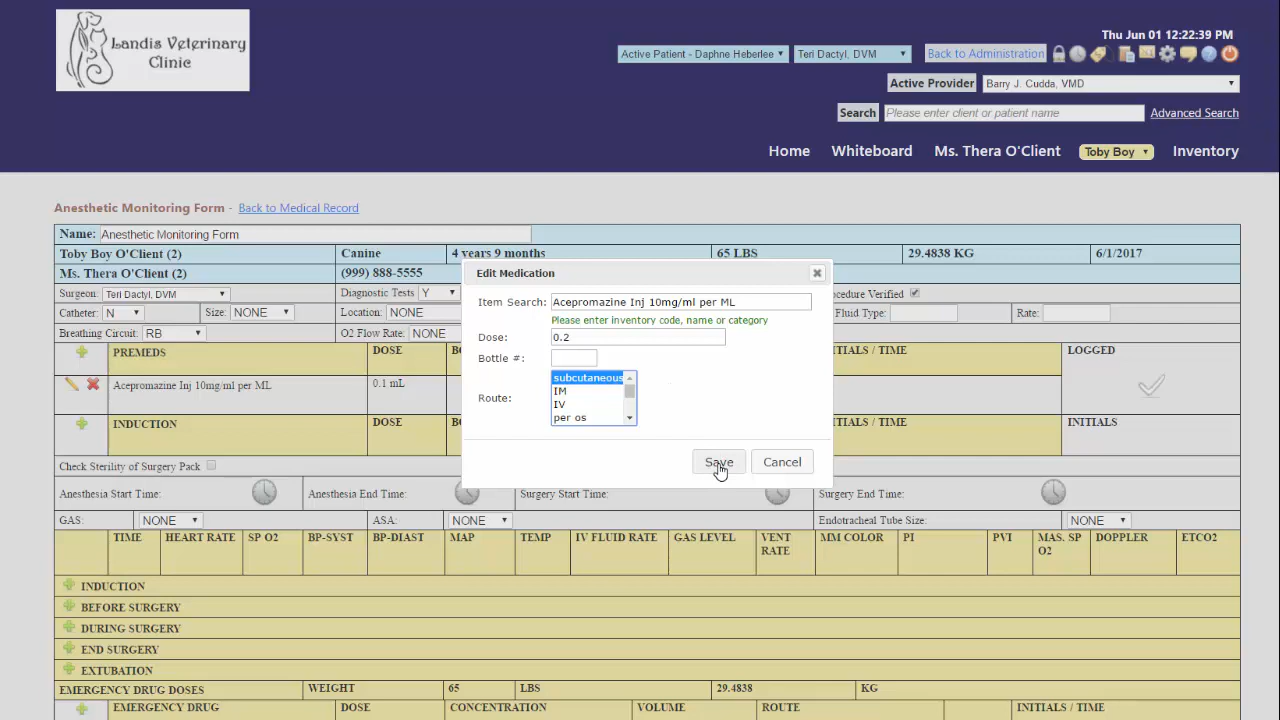 Landis Veterinary
Clinic
Thu Jun 01 12:22:39 PM
Active Patient - Daphne Heberlee
Teri Dactyl, DVM
Back to Administration
Active Provider
Barry J. Cudda, VMD
Search
Please enter client or patient name
Advanced Search
Home
Whiteboard
Ms. Thera O'Client
Toby Boy
Inventory
Anesthetic Monitoring Form - Back to Medical Record
Name: Anesthetic Monitoring Form
Toby Boy O'Client (2)
Canine
4 years 9 months
65 LBS
29.4838 KG
6/1/2017
Ms. Thera O'Client (2)
(999) 888-5555
Surgeon: Teri Dactyl, DVM
Diagnostic Tests Y
Catheter: N
Size: NONE
Location: NONE
Fluid Type:
Rate:
Breathing Circuit: RB
O2 Flow Rate: NONE
PREMEDS
DOSE
LOGGED
Acepromazine Inj 10mg/ml per ML
0.1 mL
INDUCTION
DOSE
INITIALS
Edit Medication
Item Search: Acepromazine Inj 10mg/ml per ML
Please enter inventory code, name or category
Dose: 0.2
Bottle #:
Route:
subcutaneous
IM
IV
per os
Save
Cancel
Check Sterility of Surgery Pack
Anesthesia Start Time:
Anesthesia End Time:
Surgery Start Time:
Surgery End Time:
GAS: NONE
ASA: NONE
Endotracheal Tube Size: NONE
TIME
HEART RATE
SP O2
BP-SYST
BP-DIAST
MAP
TEMP
IV FLUID RATE
GAS LEVEL
VENT
RATE
MM COLOR
PI
PVI
MAS. SP
O2
DOPPLER
ETCO2
INDUCTION
BEFORE SURGERY
DURING SURGERY
END SURGERY
EXTUBATION
EMERGENCY DRUG DOSES
WEIGHT
65
LBS
29.4838
KG
EMERGENCY DRUG
DOSE
CONCENTRATION
VOLUME
ROUTE
INITIALS / TIME